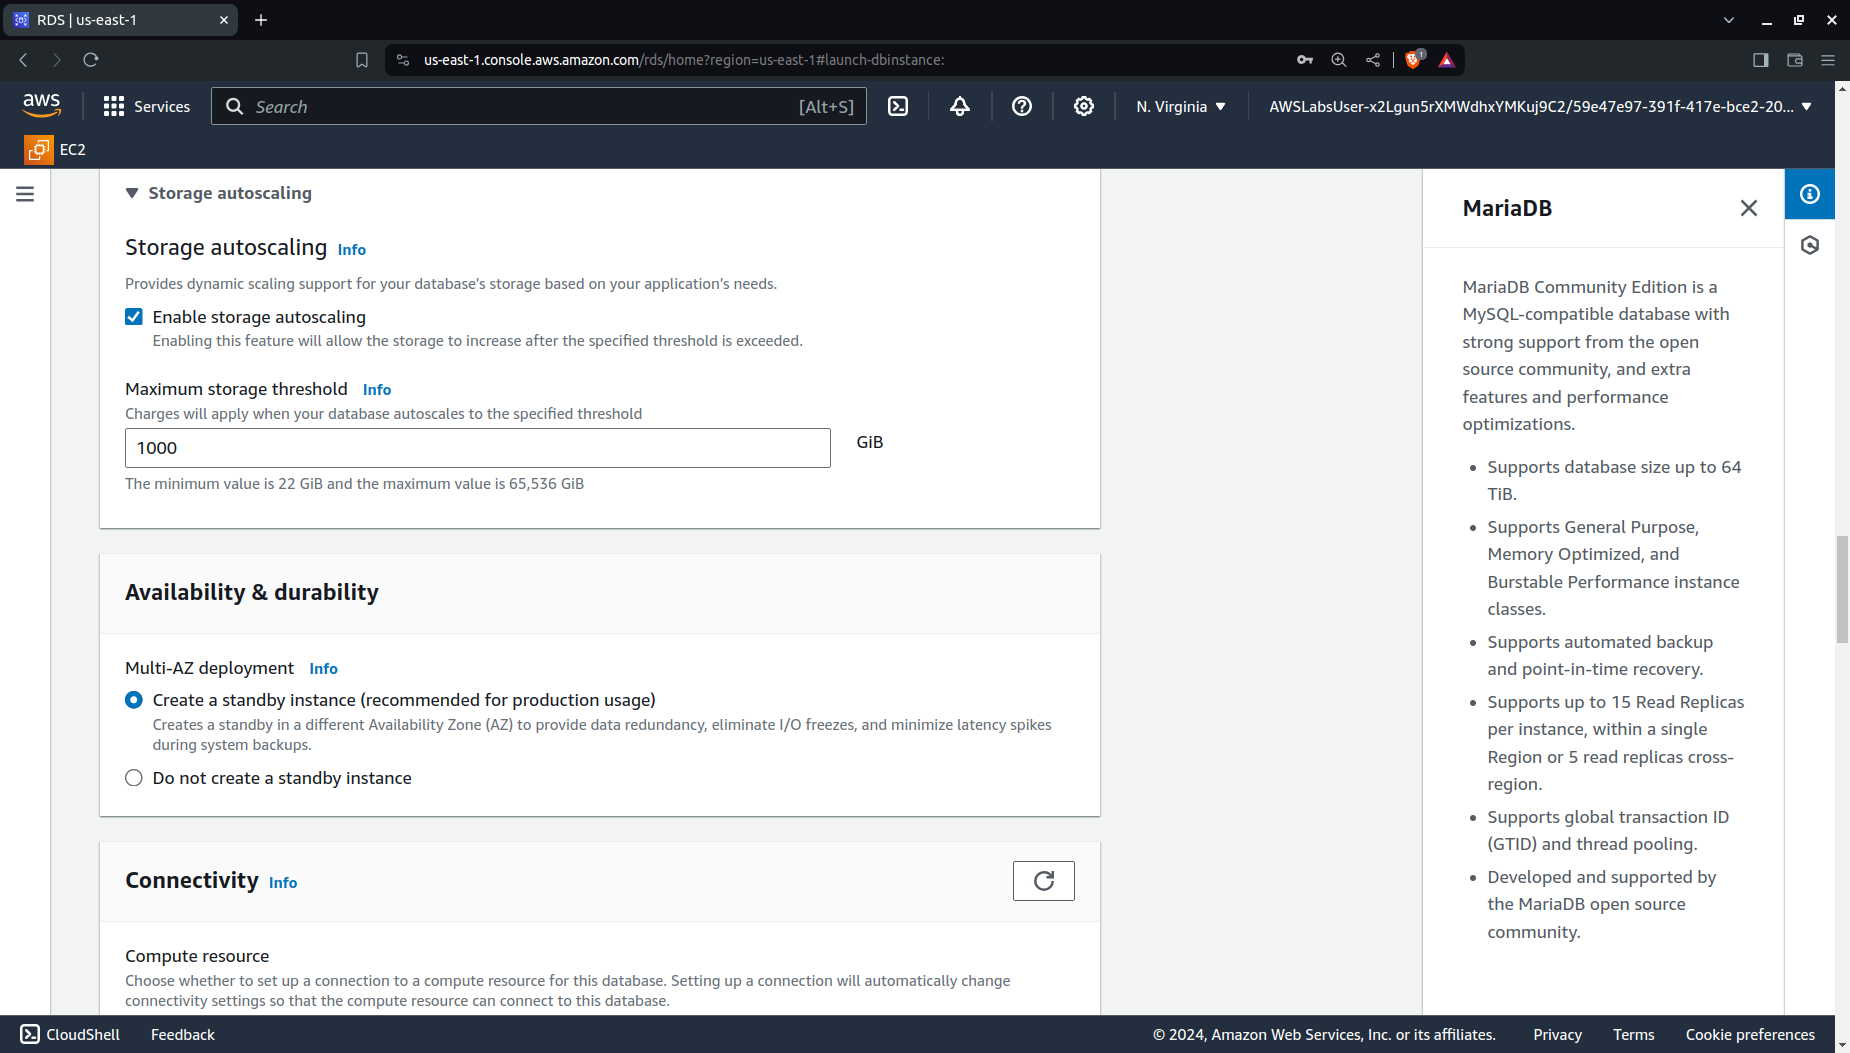 RDS | us-east-1
us-east-1.console.aws.amazon.com/rds/home?region=us-east-1#launch-dbinstance:
1
aws
Services
Search
[Alt+S]
N. Virginia
AWSLabsUser-x2Lgun5rXMWdhxYMKuj9C2/59e47e97-391f-417e-bce2-20...
EC2
Storage autoscaling
Storage autoscaling Info
Provides dynamic scaling support for your database's storage based on your application's needs.
Enable storage autoscaling
Enabling this feature will allow the storage to increase after the specified threshold is exceeded.
Maximum storage threshold Info
Charges will apply when your database autoscales to the specified threshold
1000
GiB
The minimum value is 22 GiB and the maximum value is 65,536 GiB
Availability & durability
Multi-AZ deployment Info
Create a standby instance (recommended for production usage)
Creates a standby in a different Availability Zone (AZ) to provide data redundancy, eliminate I/O freezes, and minimize latency spikes
during system backups.
Do not create a standby instance
Connectivity Info
Compute resource
Choose whether to set up a connection to a compute resource for this database. Setting up a connection will automatically change
connectivity settings so that the compute resource can connect to this database.
MariaDB
MariaDB Community Edition is a
MySQL-compatible database with
strong support from the open
source community, and extra
features and performance
optimizations.
• Supports database size up to 64
TiB.
• Supports General Purpose,
Memory Optimized, and
Burstable Performance instance
classes.
• Supports automated backup
and point-in-time recovery.
• Supports up to 15 Read Replicas
per instance, within a single
Region or 5 read replicas cross-
region.
• Supports global transaction ID
(GTID) and thread pooling.
• Developed and supported by
the MariaDB open source
community.
CloudShell
Feedback
© 2024, Amazon Web Services, Inc. or its affiliates.
Privacy
Terms
Cookie preferences